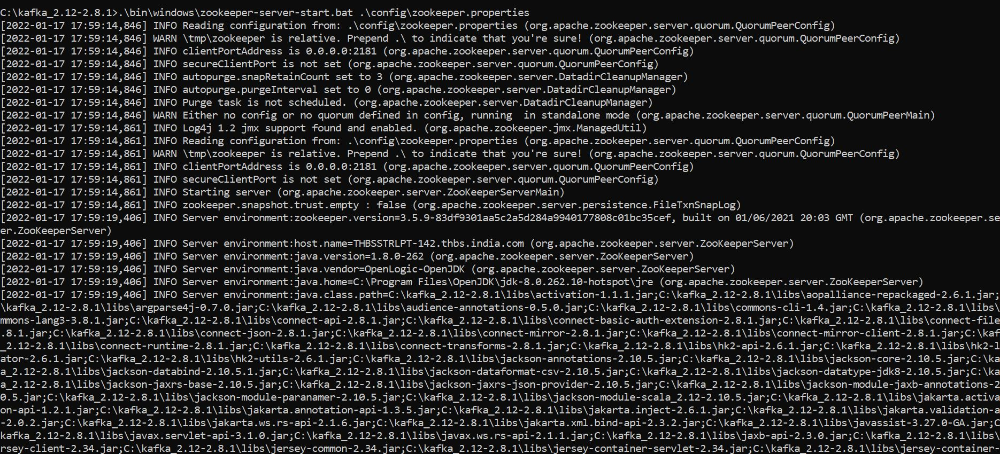 C:\kafka_2.12-2.8.1>.\bin\windows\zookeeper-server-start.bat .\config\zookeeper.properties
[2022-01-17 17:59:14,846] INFO Reading configuration from: .\config\zookeeper.properties (org.apache.zookeeper.server.quorum.QuorumPeerConfig)
[2022-01-17 17:59:14,846] WARN \tmp\zookeeper is relative. Prepend .\ to indicate that you're sure! (org.apache.zookeeper.server.quorum.QuorumPeerConfig)
[2022-01-17 17:59:14,846] INFO clientPortAddress is 0.0.0.0:2181 (org.apache.zookeeper.server.quorum.QuorumPeerConfig)
[2022-01-17 17:59:14,846] INFO secureClientPort is not set (org.apache.zookeeper.server.quorum.QuorumPeerConfig)
[2022-01-17 17:59:14,846] INFO autopurge.snapRetainCount set to 3 (org.apache.zookeeper.server.DatadirCleanupManager)
[2022-01-17 17:59:14,846] INFO autopurge.purgeInterval set to 0 (org.apache.zookeeper.server.DatadirCleanupManager)
[2022-01-17 17:59:14,846] INFO Purge task is not scheduled. (org.apache.zookeeper.server.DatadirCleanupManager)
[2022-01-17 17:59:14,846] WARN Either no config or no quorum defined in config, running  in standalone mode (org.apache.zookeeper.server.quorum.QuorumPeerMain)
[2022-01-17 17:59:14,861] INFO Log4j 1.2 jmx support found and enabled. (org.apache.zookeeper.jmx.ManagedUtil)
[2022-01-17 17:59:14,861] INFO Reading configuration from: .\config\zookeeper.properties (org.apache.zookeeper.server.quorum.QuorumPeerConfig)
[2022-01-17 17:59:14,861] WARN \tmp\zookeeper is relative. Prepend .\ to indicate that you're sure! (org.apache.zookeeper.server.quorum.QuorumPeerConfig)
[2022-01-17 17:59:14,861] INFO clientPortAddress is 0.0.0.0:2181 (org.apache.zookeeper.server.quorum.QuorumPeerConfig)
[2022-01-17 17:59:14,861] INFO secureClientPort is not set (org.apache.zookeeper.server.quorum.QuorumPeerConfig)
[2022-01-17 17:59:14,861] INFO Starting server (org.apache.zookeeper.server.ZooKeeperServerMain)
[2022-01-17 17:59:14,861] INFO zookeeper.snapshot.trust.empty : false (org.apache.zookeeper.server.persistence.FileTxnSnapLog)
[2022-01-17 17:59:19,406] INFO Server environment:zookeeper.version=3.5.9-83df9301aa5c2a5d284a9940177808c01bc35cef, built on 01/06/2021 20:03 GMT (org.apache.zookeeper.se
er.ZooKeeperServer)
[2022-01-17 17:59:19,406] INFO Server environment:host.name=THBSSTRLPT-142.thbs.india.com (org.apache.zookeeper.server.ZooKeeperServer)
[2022-01-17 17:59:19,406] INFO Server environment:java.version=1.8.0-262 (org.apache.zookeeper.server.ZooKeeperServer)
[2022-01-17 17:59:19,406] INFO Server environment:java.vendor=OpenLogic-OpenJDK (org.apache.zookeeper.server.ZooKeeperServer)
[2022-01-17 17:59:19,406] INFO Server environment:java.home=C:\Program Files\OpenJDK\jdk-8.0.262.10-hotspot\jre (org.apache.zookeeper.server.ZooKeeperServer)
[2022-01-17 17:59:19,406] INFO Server environment:java.class.path=C:\kafka_2.12-2.8.1\libs\activation-1.1.1.jar;C:\kafka_2.12-2.8.1\libs\aopalliance-repackaged-2.6.1.jar;
\kafka_2.12-2.8.1\libs\argparse4j-0.7.0.jar;C:\kafka_2.12-2.8.1\libs\audience-annotations-0.5.0.jar;C:\kafka_2.12-2.8.1\libs\commons-cli-1.4.jar;C:\kafka_2.12-2.8.1\libs\
mmons-lang3-3.8.1.jar;C:\kafka_2.12-2.8.1\libs\connect-api-2.8.1.jar;C:\kafka_2.12-2.8.1\libs\connect-basic-auth-extension-2.8.1.jar;C:\kafka_2.12-2.8.1\libs\connect-file
.8.1.jar;C:\kafka_2.12-2.8.1\libs\connect-json-2.8.1.jar;C:\kafka_2.12-2.8.1\libs\connect-mirror-2.8.1.jar;C:\kafka_2.12-2.8.1\libs\connect-mirror-client-2.8.1.jar;C:\kaf
_2.12-2.8.1\libs\connect-runtime-2.8.1.jar;C:\kafka_2.12-2.8.1\libs\connect-transforms-2.8.1.jar;C:\kafka_2.12-2.8.1\libs\hk2-api-2.6.1.jar;C:\kafka_2.12-2.8.1\libs\hk2-l
ator-2.6.1.jar;C:\kafka_2.12-2.8.1\libs\hk2-utils-2.6.1.jar;C:\kafka_2.12-2.8.1\libs\jackson-annotations-2.10.5.jar;C:\kafka_2.12-2.8.1\libs\jackson-core-2.10.5.jar;C:\ka
a_2.12-2.8.1\libs\jackson-databind-2.10.5.1.jar;C:\kafka_2.12-2.8.1\libs\jackson-dataformat-csv-2.10.5.jar;C:\kafka_2.12-2.8.1\libs\jackson-datatype-jdk8-2.10.5.jar;C:\ka
a_2.12-2.8.1\libs\jackson-jaxrs-base-2.10.5.jar;C:\kafka_2.12-2.8.1\libs\jackson-jaxrs-json-provider-2.10.5.jar;C:\kafka_2.12-2.8.1\libs\jackson-module-jaxb-annotations-2
0.5.jar;C:\kafka_2.12-2.8.1\libs\jackson-module-paranamer-2.10.5.jar;C:\kafka_2.12-2.8.1\libs\jackson-module-scala_2.12-2.10.5.jar;C:\kafka_2.12-2.8.1\libs\jakarta.activa
on-api-1.2.1.jar;C:\kafka_2.12-2.8.1\libs\jakarta.annotation-api-1.3.5.jar;C:\kafka_2.12-2.8.1\libs\jakarta.inject-2.6.1.jar;C:\kafka_2.12-2.8.1\libs\jakarta.validation-a
-2.0.2.jar;C:\kafka_2.12-2.8.1\libs\jakarta.ws.rs-api-2.1.6.jar;C:\kafka_2.12-2.8.1\libs\jakarta.xml.bind-api-2.3.2.jar;C:\kafka_2.12-2.8.1\libs\javassist-3.27.0-GA.jar;C
kafka_2.12-2.8.1\libs\javax.servlet-api-3.1.0.jar;C:\kafka_2.12-2.8.1\libs\javax.ws.rs-api-2.1.1.jar;C:\kafka_2.12-2.8.1\libs\jaxb-api-2.3.0.jar;C:\kafka_2.12-2.8.1\libs\
rsey-client-2.34.jar;C:\kafka_2.12-2.8.1\libs\jersey-common-2.34.jar;C:\kafka_2.12-2.8.1\libs\jersey-container-servlet-2.34.jar;C:\kafka_2.12-2.8.1\libs\jersey-container-